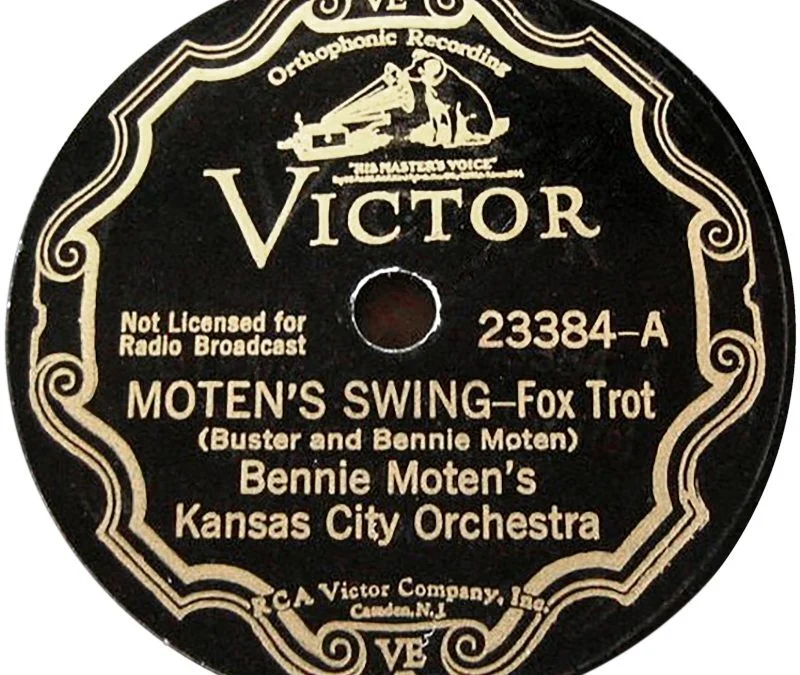 VE
Orthophonic Recording
"HIS MASTER'S VOICE"
VICTOR
Not Licensed for
Radio Broadcast
23384-A
MOTEN'S SWING–Fox Trot
(Buster and Bennie Moten)
Bennie Moten's
Kansas City Orchestra
RCA Victor Company, Inc.
Camden, N.J.
VE